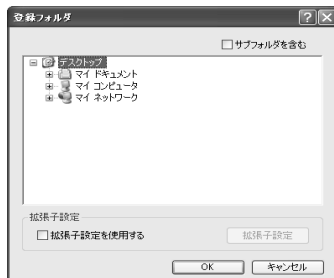 登録フォルダ
サブフォルダを含む
デスクトップ
マイ ドキュメント
マイ コンピュータ
マイ ネットワーク
拡張子設定
拡張子設定を使用する
拡張子設定
OK
キャンセル